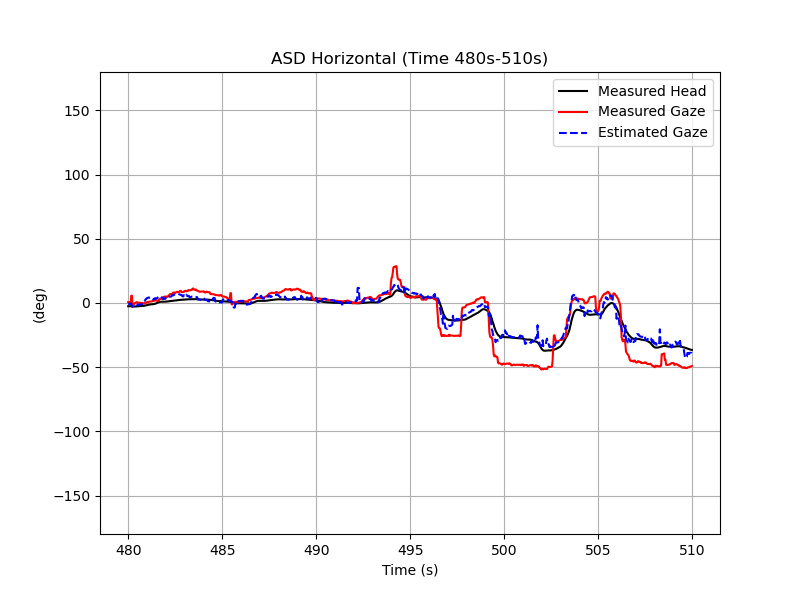 ASD Horizontal (Time 480s-510s)
Measured Head
Measured Gaze
Estimated Gaze
150
100
50
0
−50
−100
−150
(deg)
480 485 490 495 500 505 510
Time (s)